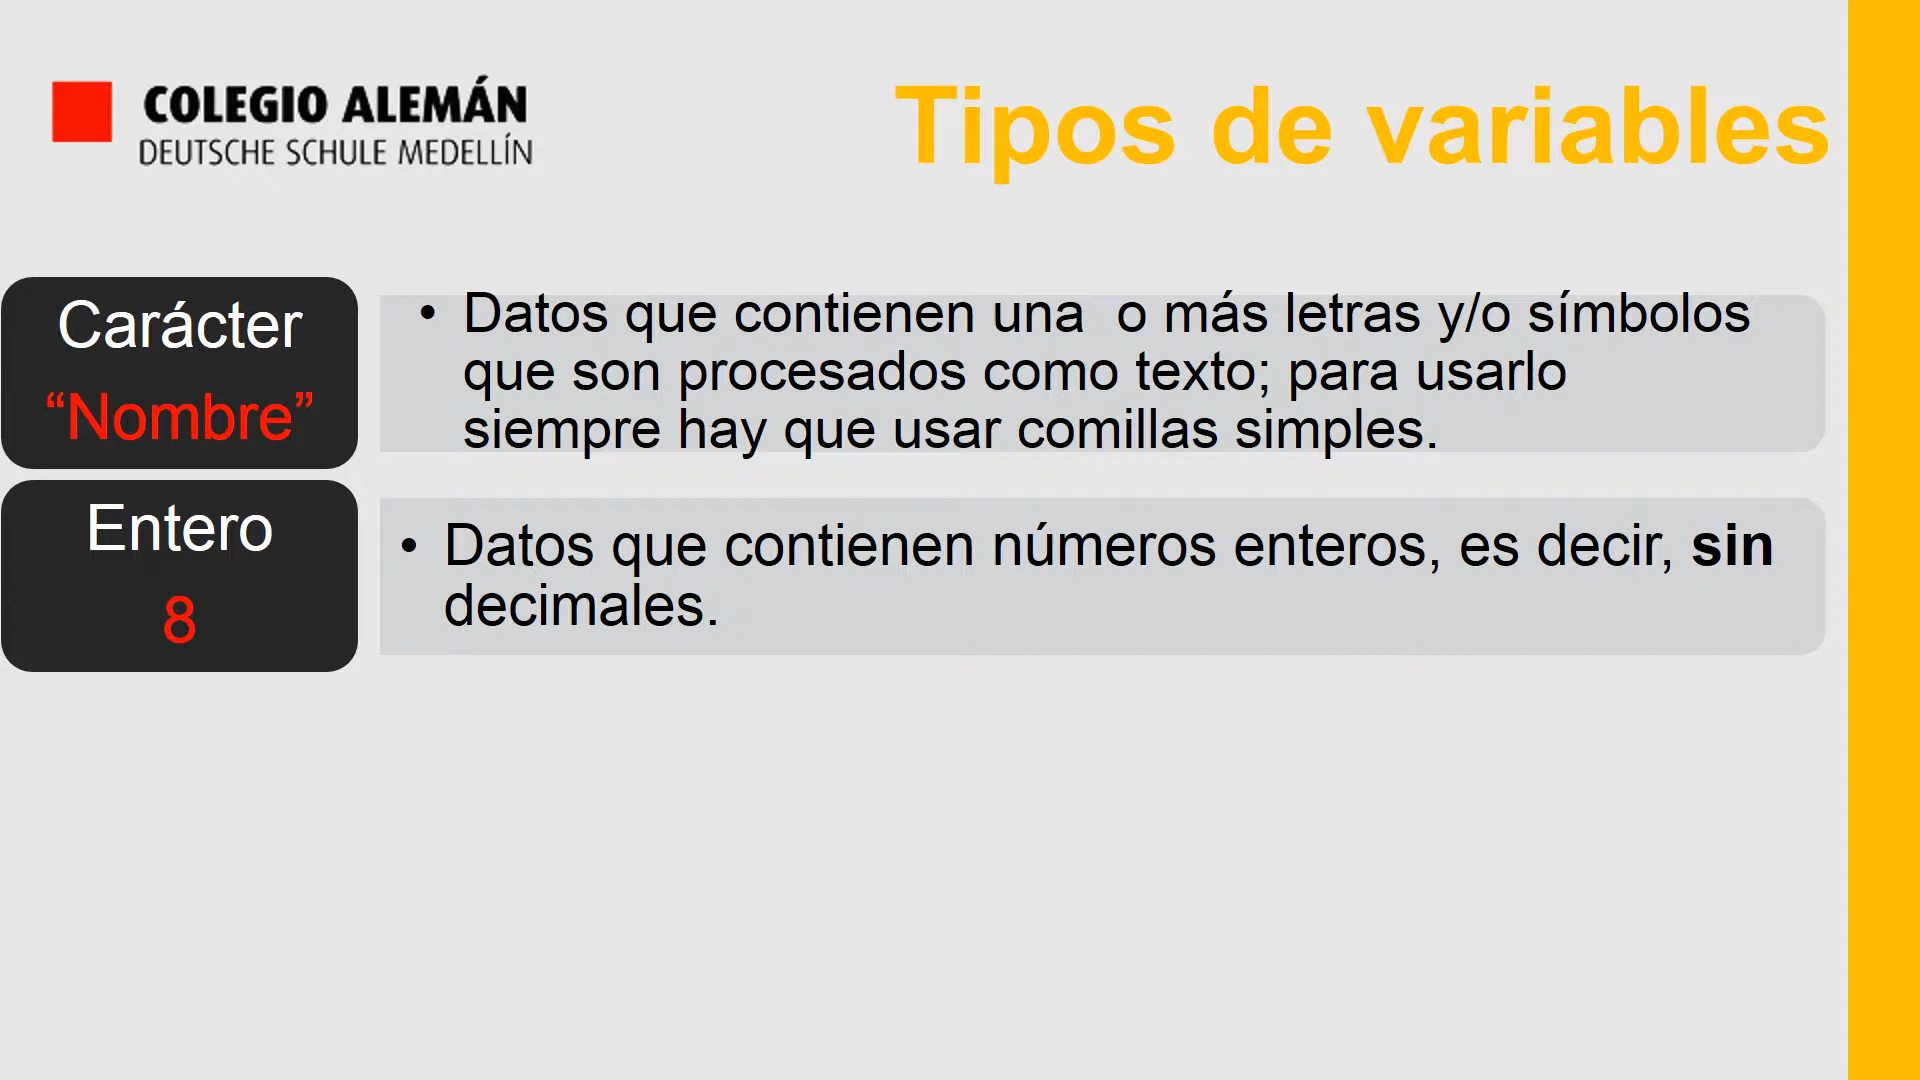 COLEGIO ALEMÁN
DEUTSCHE SCHULE MEDELLÍN
Tipos de variables
Carácter
“Nombre”
• Datos que contienen una  o más letras y/o símbolos
que son procesados como texto; para usarlo
siempre hay que usar comillas simples.
Entero
8
• Datos que contienen números enteros, es decir, sin
decimales.